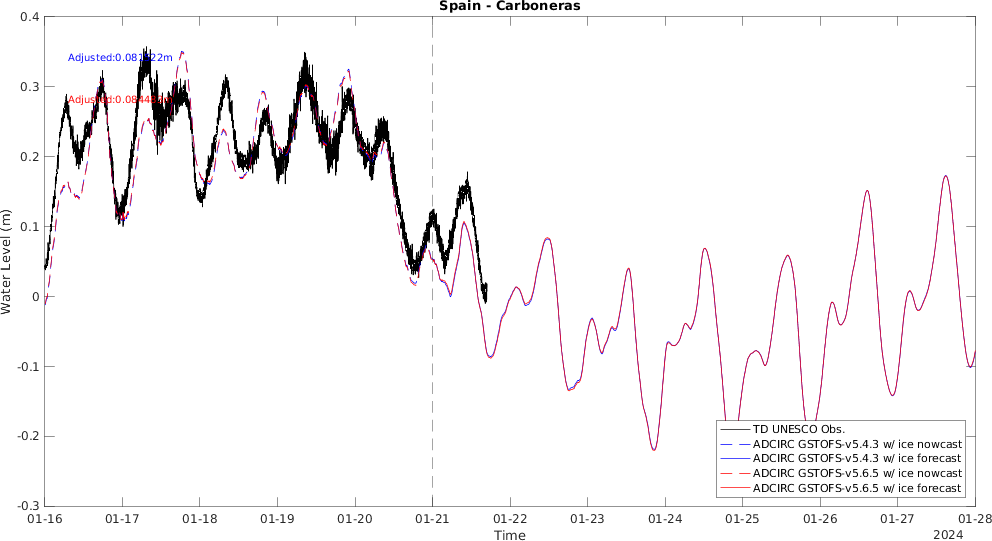 Spain - Carboneras
Water Level (m)
0.4
0.3
0.2
0.1
0
-0.1
-0.2
-0.3
TD UNESCO Obs.
ADCIRC GSTOFS-v5.4.3 w/ ice nowcast
ADCIRC GSTOFS-v5.4.3 w/ ice forecast
ADCIRC GSTOFS-v5.6.5 w/ ice nowcast
ADCIRC GSTOFS-v5.6.5 w/ ice forecast
01-16 01-17 01-18 01-19 01-20 01-21 01-22 01-23 01-24 01-25 01-26 01-27 01-28
Time
2024